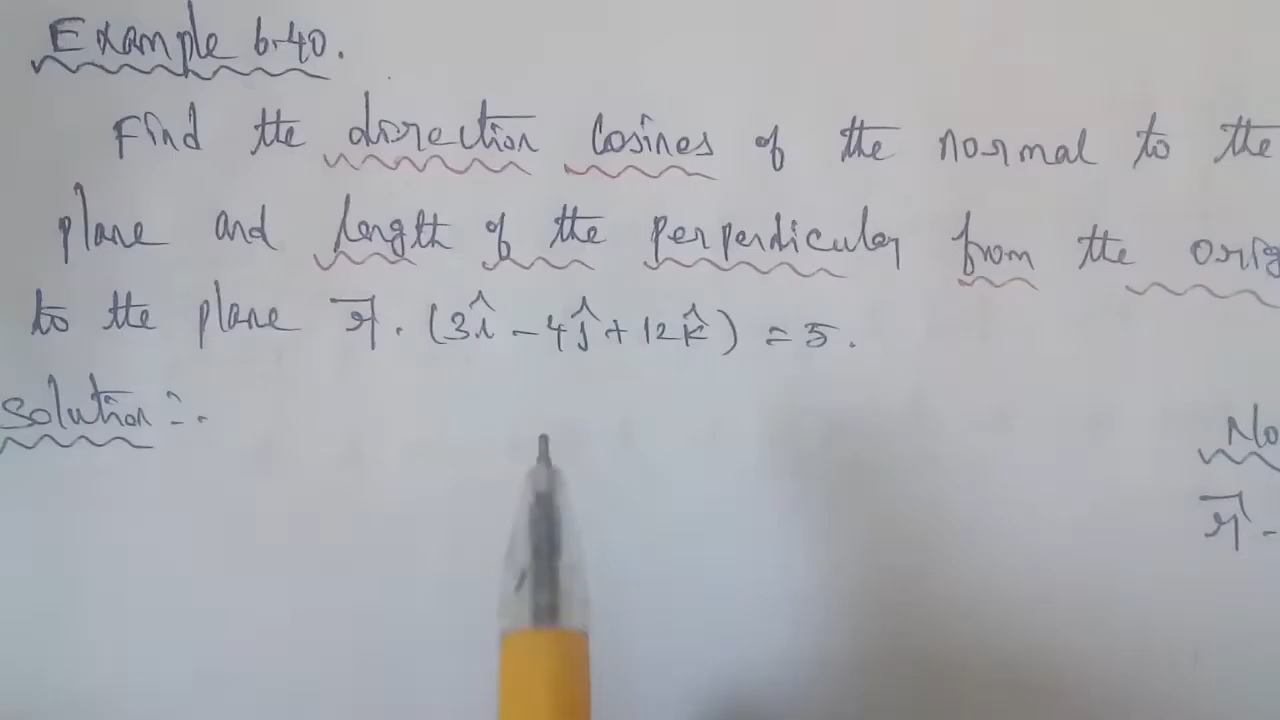 Example 6.40.
Find the direction cosines of the normal to the
plane and length of the perpendicular from the
to the plane r⃗. (3î - 4ĵ + 12k̂) = 5.
Solution:-
r⃗ -